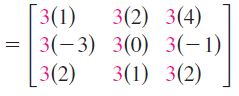 3(1) 3(2) 3(4)
= 3(−3) 3(0) 3(−1)
3(2) 3(1) 3(2)